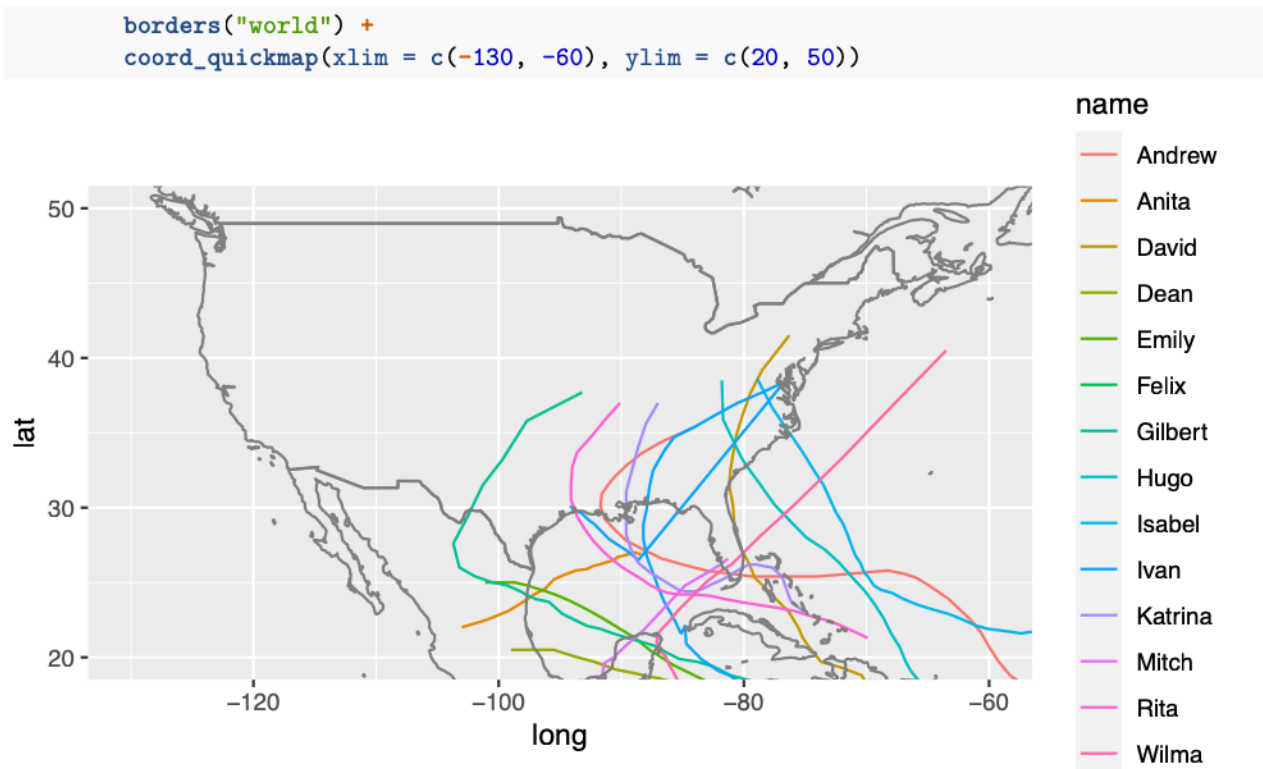 borders("world") +
coord_quickmap(xlim = c(-130, -60), ylim = c(20, 50))
name
Andrew
Anita
David
Dean
Emily
Felix
Gilbert
Hugo
Isabel
Ivan
Katrina
Mitch
Rita
Wilma
50
40
30
20
lat
−120
−100
−80
−60
long